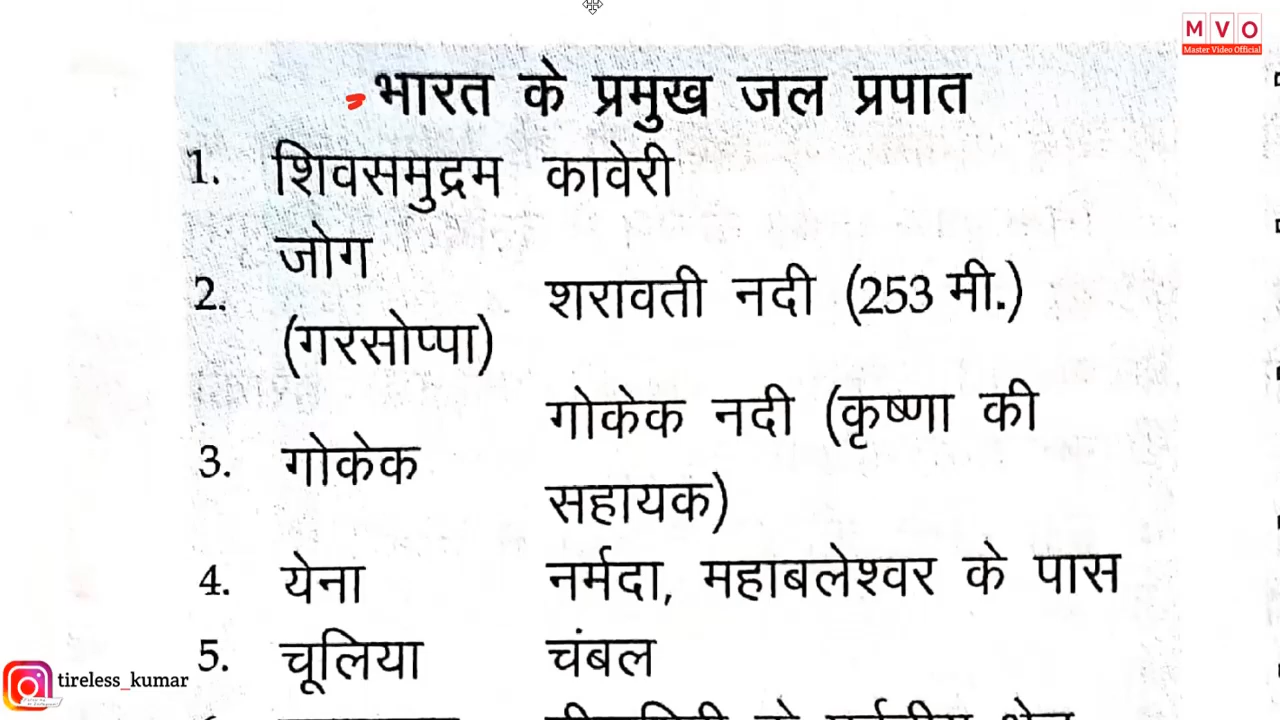 M V O
Master Video Official
भारत के प्रमुख जल प्रपात
1. शिवसमुद्रम कावेरी
2. जोग (गरसोप्पा) शरावती नदी (253 मी.)
3. गोकेक गोकेक नदी (कृष्णा की
सहायक)
4. येना नर्मदा, महाबलेश्वर के पास
5. चूलिया चंबल
tireless_kumar